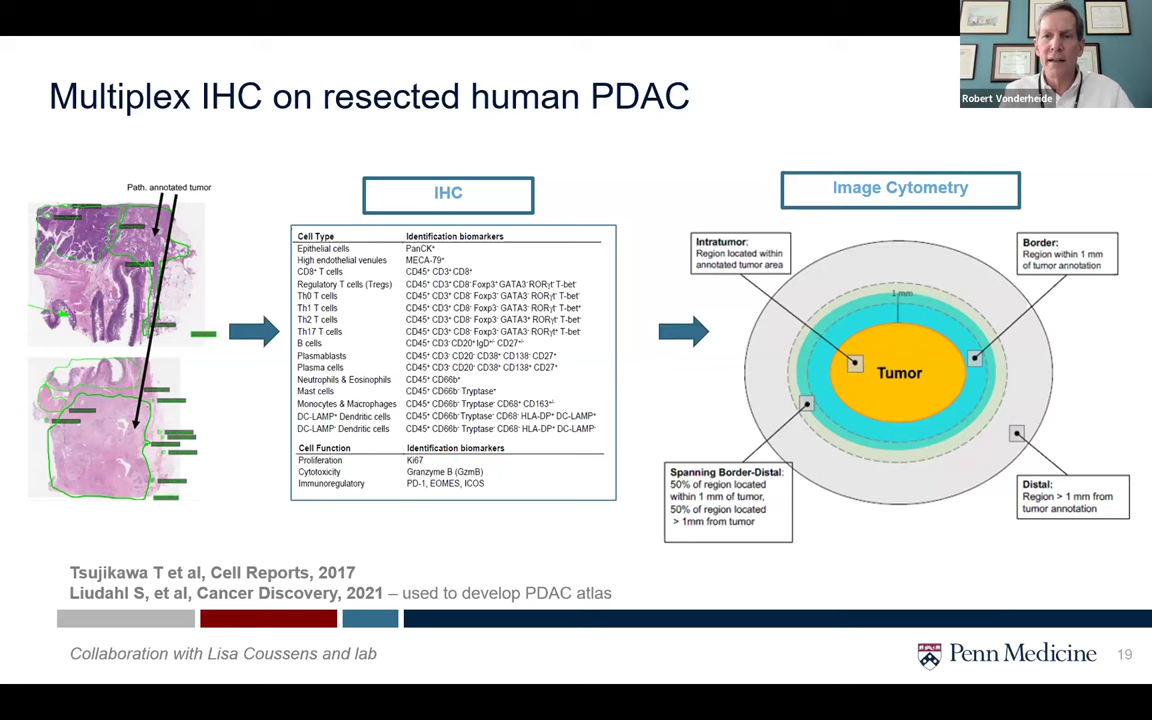 Robert Vonderheide
Multiplex IHC on resected human PDAC
Path. annotated tumor
IHC
Cell Type Identification biomarkers
Epithelial cells PanCK⁺
High endothelial venules MECA-79⁺
CD8⁺ T cells CD45⁺ CD3⁺ CD8⁺
Regulatory T cells (Tregs) CD45⁺ CD3⁺ CD8⁻ Foxp3⁺ GATA3⁻ RORγt⁻ T-bet⁻
Th0 T cells CD45⁺ CD3⁺ CD8⁻ Foxp3⁻ GATA3⁻ RORγt⁻ T-bet⁻
Th1 T cells CD45⁺ CD3⁺ CD8⁻ Foxp3⁻ GATA3⁻ RORγt⁻ T-bet⁺
Th2 T cells CD45⁺ CD3⁺ CD8⁻ Foxp3⁻ GATA3⁺ RORγt⁻ T-bet⁻
Th17 T cells CD45⁺ CD3⁺ CD8⁻ Foxp3⁻ GATA3⁻ RORγt⁺ T-bet⁻
B cells CD45⁺ CD3⁻ CD20⁺ IgD⁺/⁻ CD27⁺/⁻
Plasmablasts CD45⁺ CD3⁻ CD20⁻ CD38⁺ CD138⁻ CD27⁺
Plasma cells CD45⁺ CD3⁻ CD20⁻ CD38⁺ CD138⁺ CD27⁺
Neutrophils & Eosinophils CD45⁺ CD66b⁺
Mast cells CD45⁺ CD66b⁻ Tryptase⁺
Monocytes & Macrophages CD45⁺ CD66b⁻ Tryptase⁻ CD68⁺ CD163⁺/⁻
DC-LAMP⁺ Dendritic cells CD45⁺ CD66b⁻ Tryptase⁻ CD68⁻ HLA-DP⁺ DC-LAMP⁺
DC-LAMP⁻ Dendritic cells CD45⁺ CD66b⁻ Tryptase⁻ CD68⁻ HLA-DP⁺ DC-LAMP⁻
Cell Function Identification biomarkers
Proliferation Ki67
Cytotoxicity Granzyme B (GzmB)
Immunoregulatory PD-1, EOMES, ICOS
Image Cytometry
Intratumor:
Region located within
annotated tumor area
Border:
Region within 1 mm
of tumor annotation
1 mm
Tumor
Spanning Border-Distal:
50% of region located
within 1 mm of tumor,
50% of region located
> 1mm from tumor
Distal:
Region > 1 mm from
tumor annotation
Tsujikawa T et al, Cell Reports, 2017
Liudahl S, et al, Cancer Discovery, 2021 – used to develop PDAC atlas
Collaboration with Lisa Coussens and lab
Penn Medicine
19